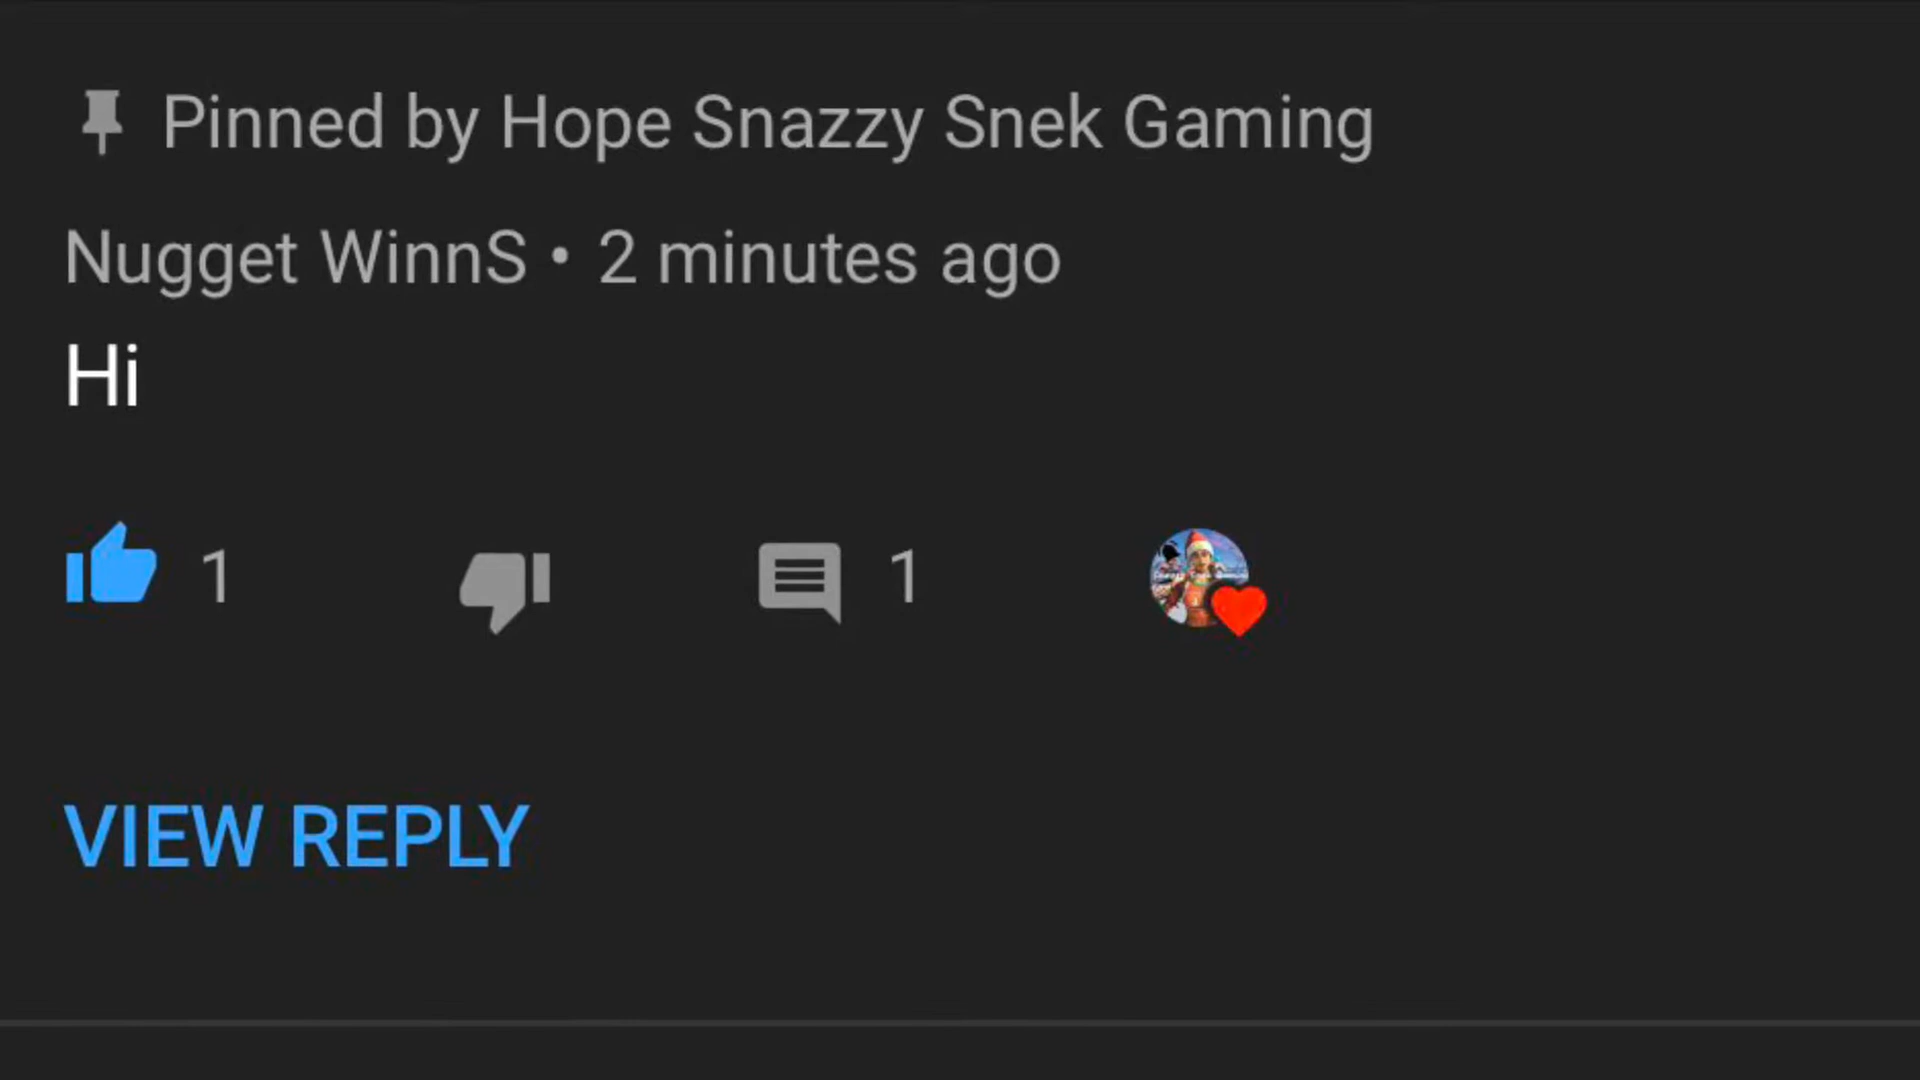 Pinned by Hope Snazzy Snek Gaming
Nugget WinnS • 2 minutes ago
Hi
1
1
VIEW REPLY